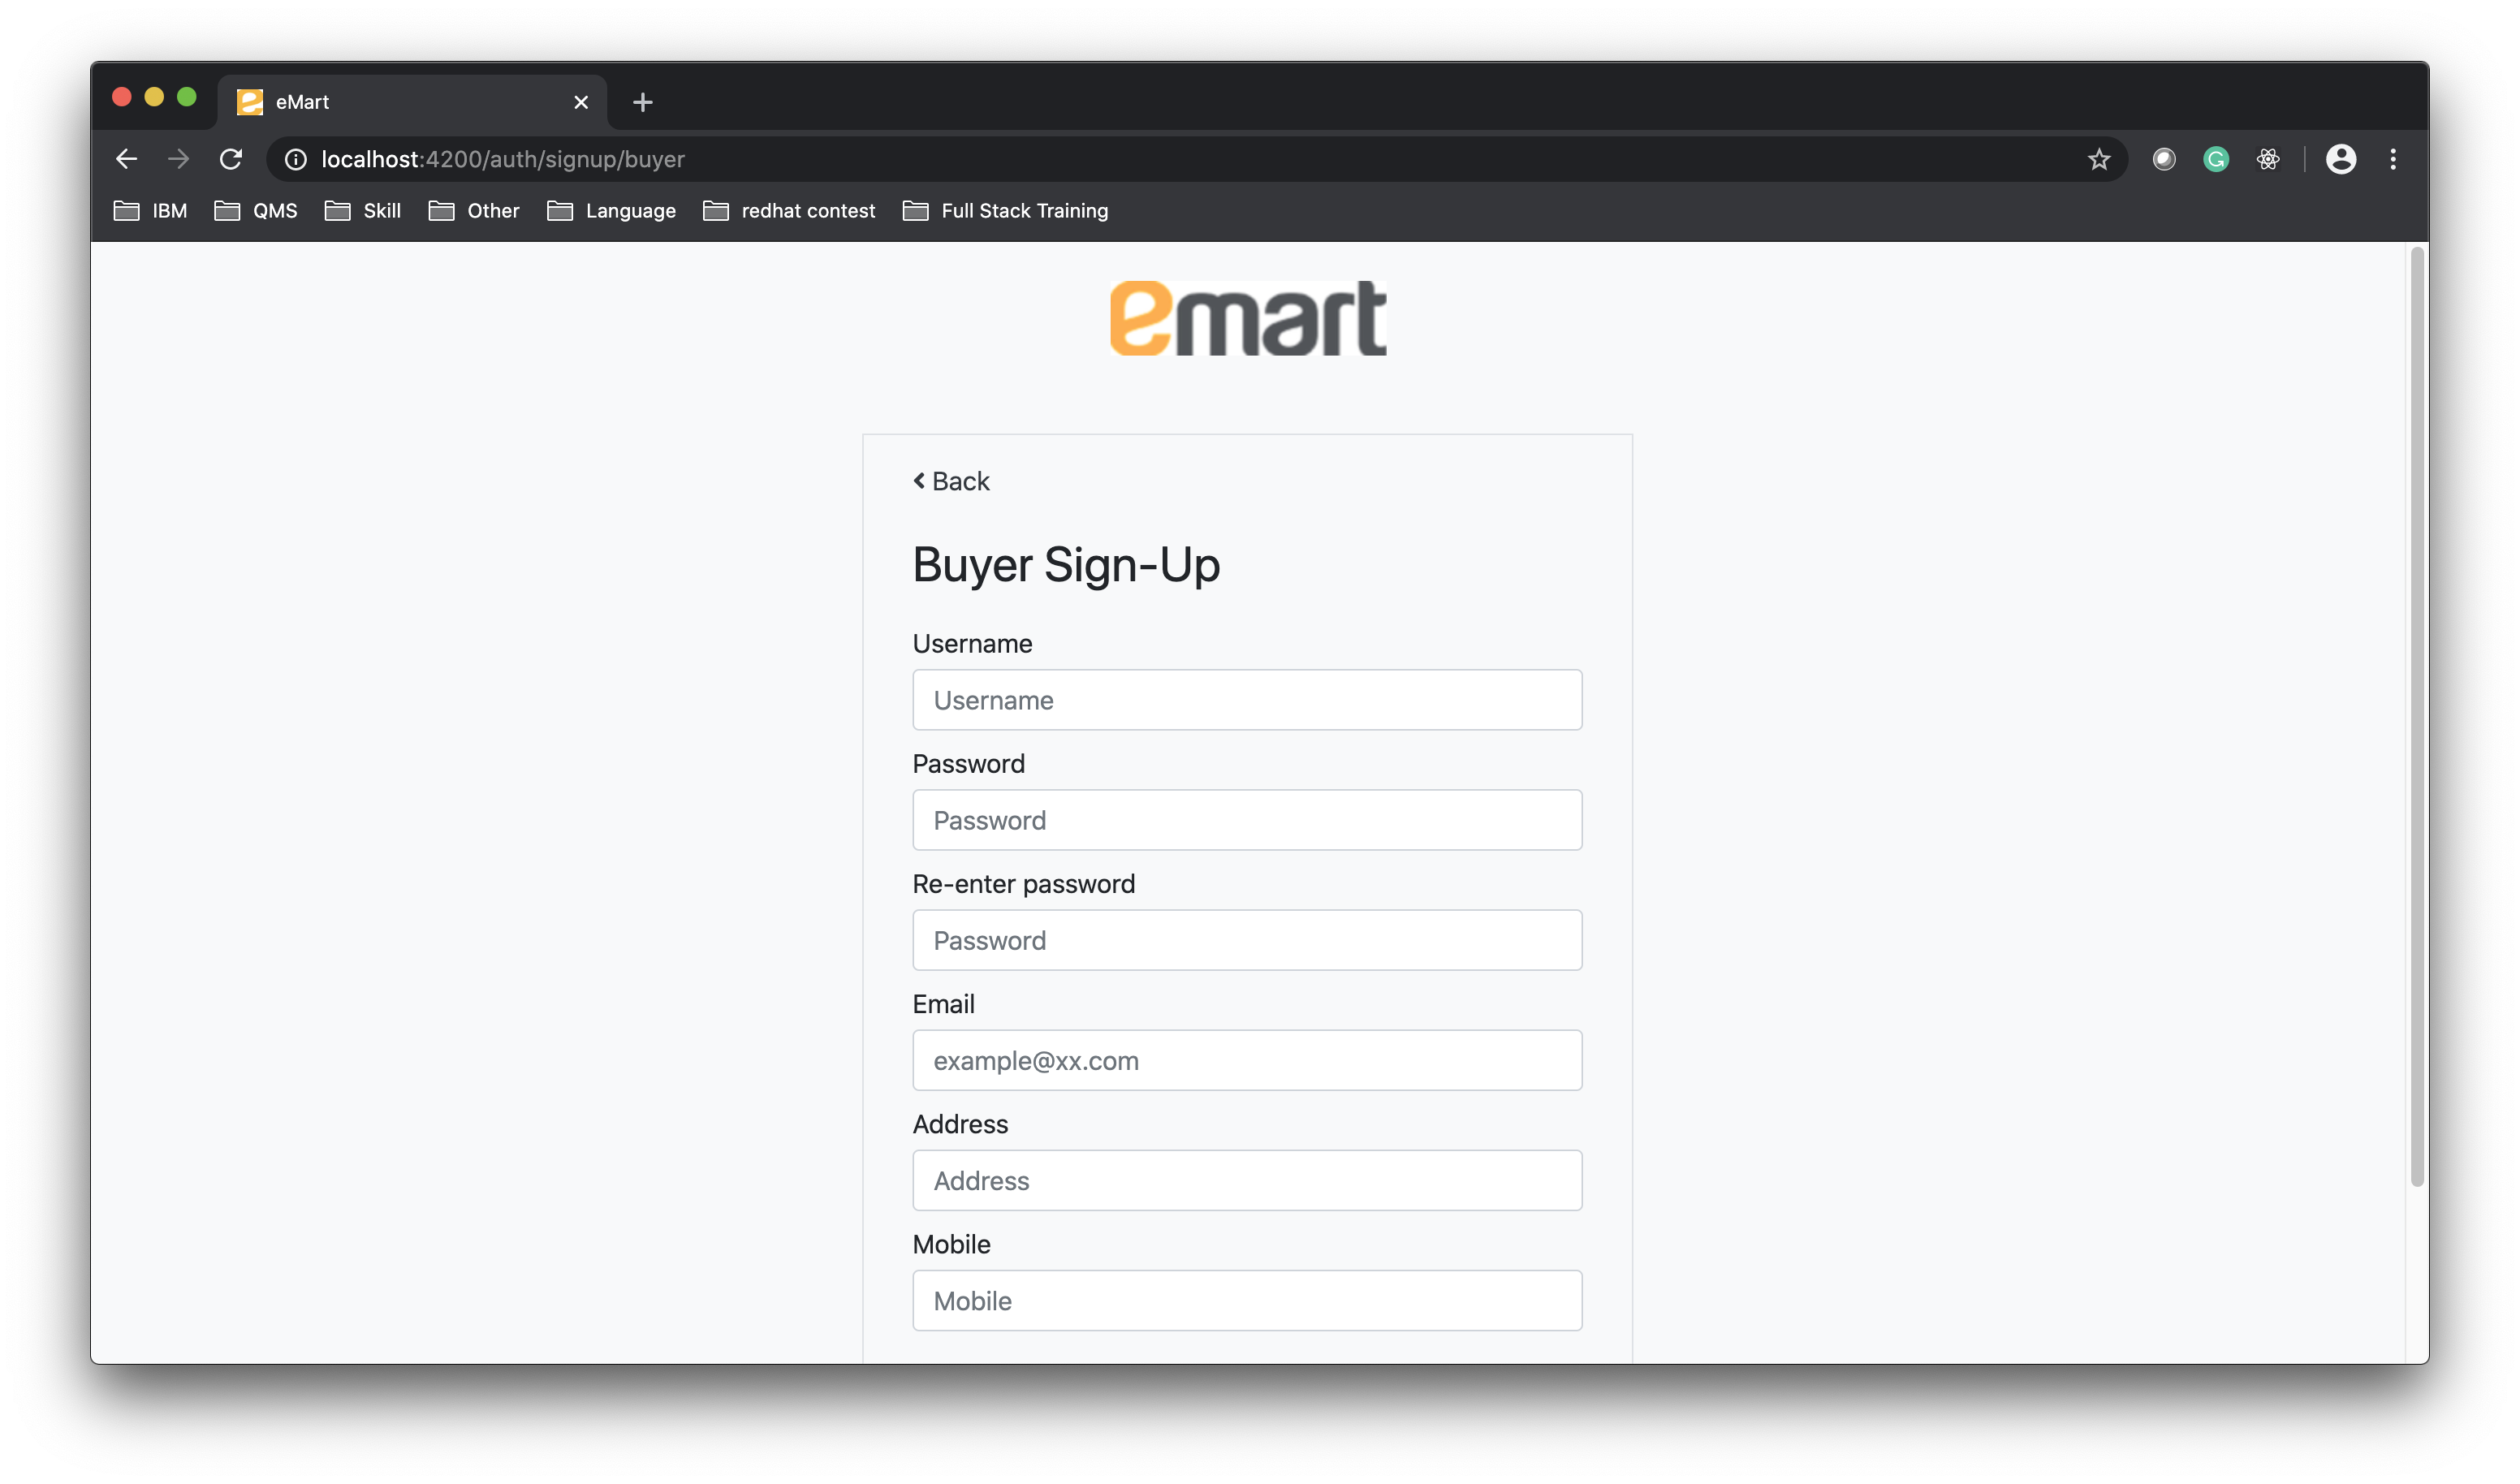 eMart
localhost:4200/auth/signup/buyer
IBM QMS Skill Other Language redhat contest Full Stack Training
emart
Back
Buyer Sign-Up
Username
Username
Password
Password
Re-enter password
Password
Email
example@xx.com
Address
Address
Mobile
Mobile